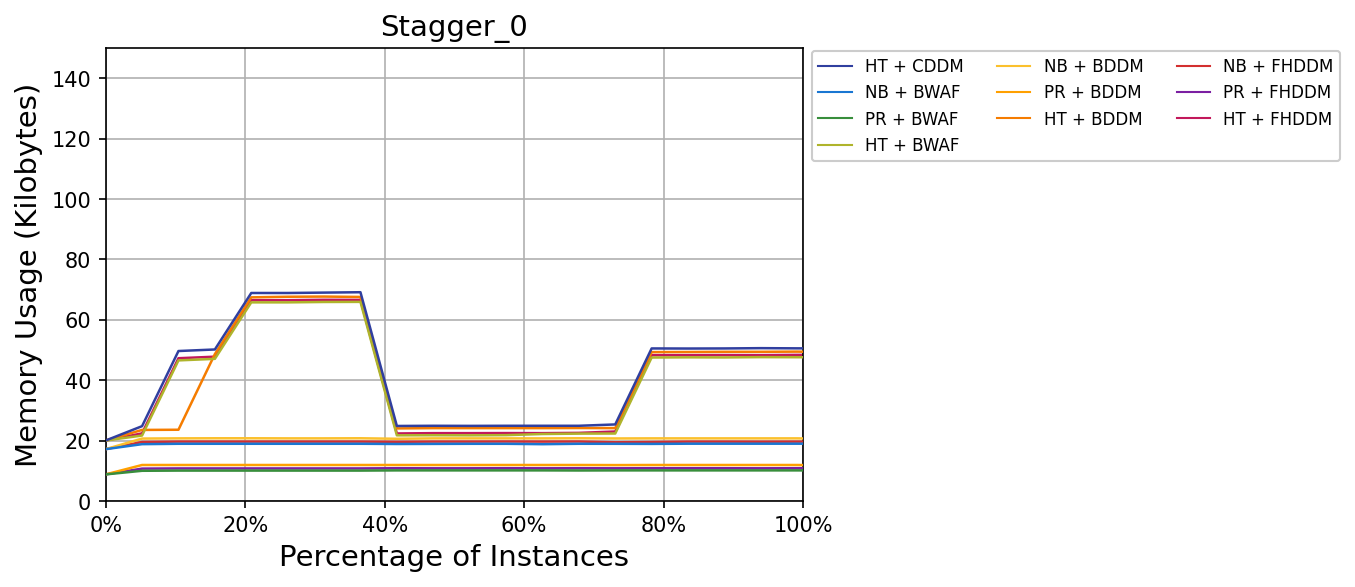 Stagger_0
Memory Usage (Kilobytes)
140
120
100
80
60
40
20
0
0% 20% 40% 60% 80% 100%
Percentage of Instances
HT + CDDM NB + BDDM NB + FHDDM
NB + BWAF PR + BDDM PR + FHDDM
PR + BWAF HT + BDDM HT + FHDDM
HT + BWAF